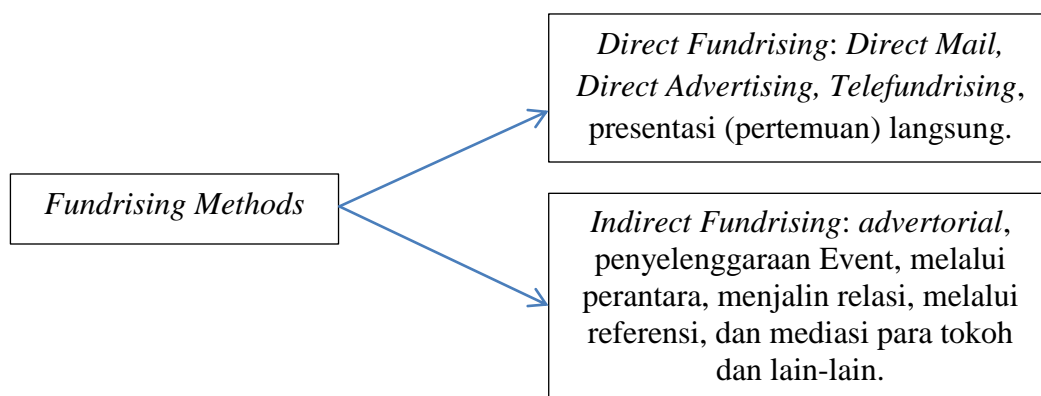 Fundrising Methods
Direct Fundrising: Direct Mail,
Direct Advertising, Telefundrising,
presentasi (pertemuan) langsung.
Indirect Fundrising: advertorial,
penyelenggaraan Event, melalui
perantara, menjalin relasi, melalui
referensi, dan mediasi para tokoh
dan lain-lain.